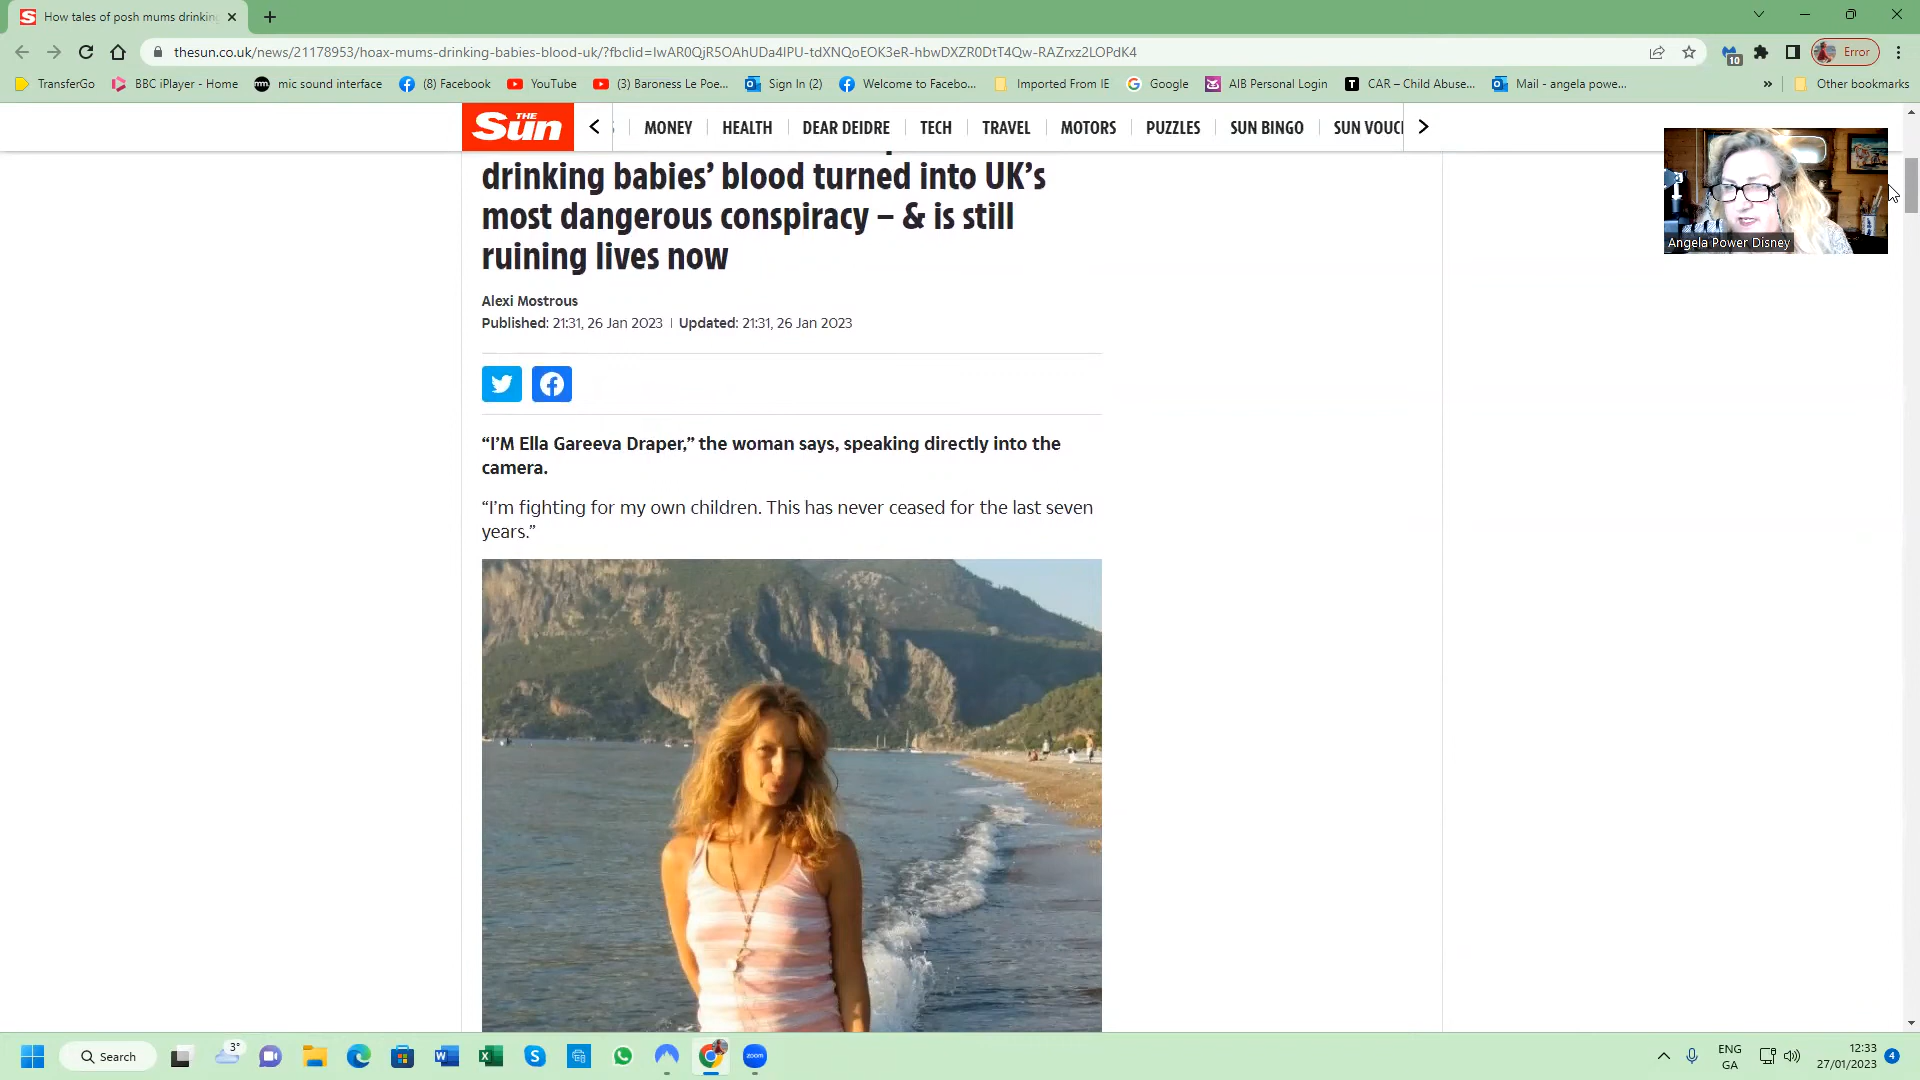 How tales of posh mums drinking
thesun.co.uk/news/21178953/hoax-mums-drinking-babies-blood-uk/?fbclid=IwAR0QjR5OAhUDa4lPU-tdXNQoEOK3eR-hbwDXZR0DtT4Qw-RAZrxz2LOPdK4
10
Error
TransferGo
BBC iPlayer - Home
mic sound interface
(8) Facebook
YouTube
(3) Baroness Le Poe...
Sign In (2)
Welcome to Facebo...
Imported From IE
Google
AIB Personal Login
CAR – Child Abuse...
Mail - angela powe...
»
Other bookmarks
THE
Sun
MONEY
HEALTH
DEAR DEIDRE
TECH
TRAVEL
MOTORS
PUZZLES
SUN BINGO
SUN VOUC
Angela Power Disney
drinking babies’ blood turned into UK’s
most dangerous conspiracy – & is still
ruining lives now
Alexi Mostrous
Published: 21:31, 26 Jan 2023 | Updated: 21:31, 26 Jan 2023
“I’M Ella Gareeva Draper,” the woman says, speaking directly into the
camera.
“I’m fighting for my own children. This has never ceased for the last seven
years.”
Search
3°
zoom
ENG
GA
12:33
27/01/2023
4